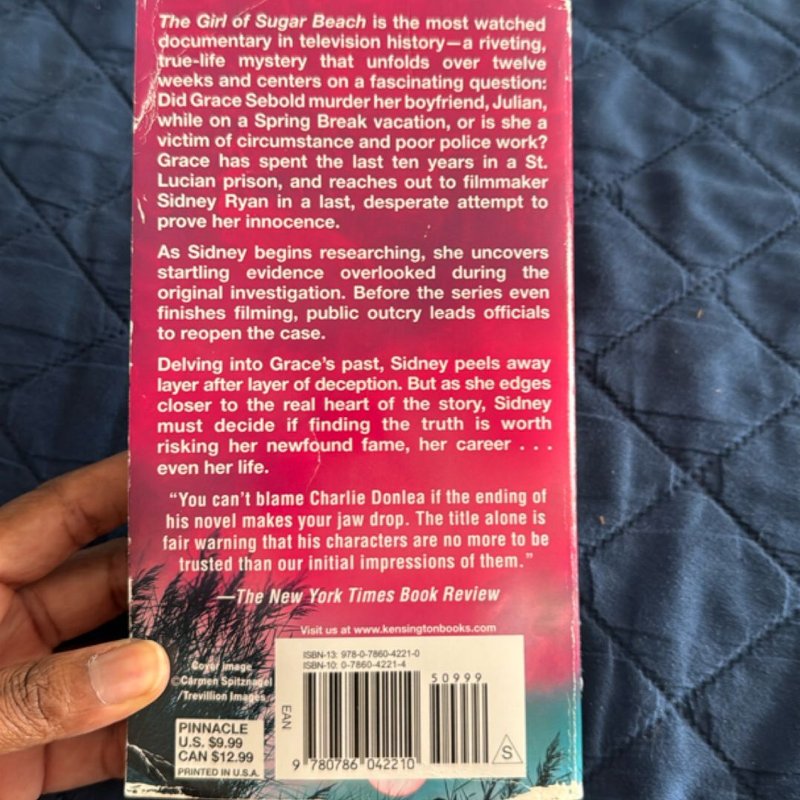 The Girl of Sugar Beach is the most watched
documentary in television history—a riveting,
true-life mystery that unfolds over twelve
weeks and centers on a fascinating question:
Did Grace Sebold murder her boyfriend, Julian,
while on a Spring Break vacation, or is she a
victim of circumstance and poor police work?
Grace has spent the last ten years in a St.
Lucian prison, and reaches out to filmmaker
Sidney Ryan in a last, desperate attempt to
prove her innocence.
As Sidney begins researching, she uncovers
startling evidence overlooked during the
original investigation. Before the series even
finishes filming, public outcry leads officials
to reopen the case.
Delving into Grace's past, Sidney peels away
layer after layer of deception. But as she edges
closer to the real heart of the story, Sidney
must decide if finding the truth is worth
risking her newfound fame, her career . . .
even her life.
"You can't blame Charlie Donlea if the ending of
his novel makes your jaw drop. The title alone is
fair warning that his characters are no more to be
trusted than our initial impressions of them."
—The New York Times Book Review
Visit us at www.kensingtonbooks.com
Cover image
©Carmen Spitznagel
/Trevillion Images
PINNACLE
U.S. $9.99
CAN $12.99
PRINTED IN U.S.A.
ISBN-13: 978-0-7860-4221-0
ISBN-10: 0-7860-4221-4
50999
EAN
9 780786 042210
S